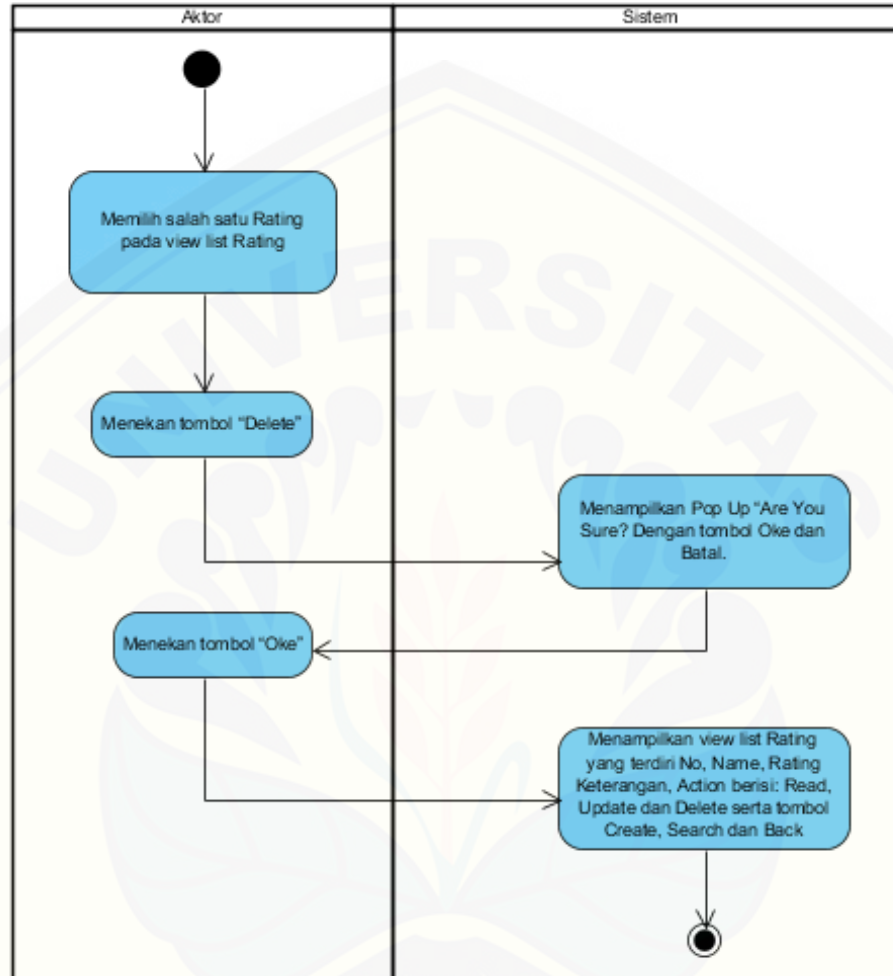 Aktor
Sistem
Memilih salah satu Rating
pada view list Rating
Menekan tombol “Delete”
Menampilkan Pop Up “Are You
Sure? Dengan tombol Oke dan
Batal.
Menekan tombol “Oke”
Menampilkan view list Rating
yang terdiri No, Name, Rating
Keterangan, Action berisi: Read,
Update dan Delete serta tombol
Create, Search dan Back
UNIVERSITAS